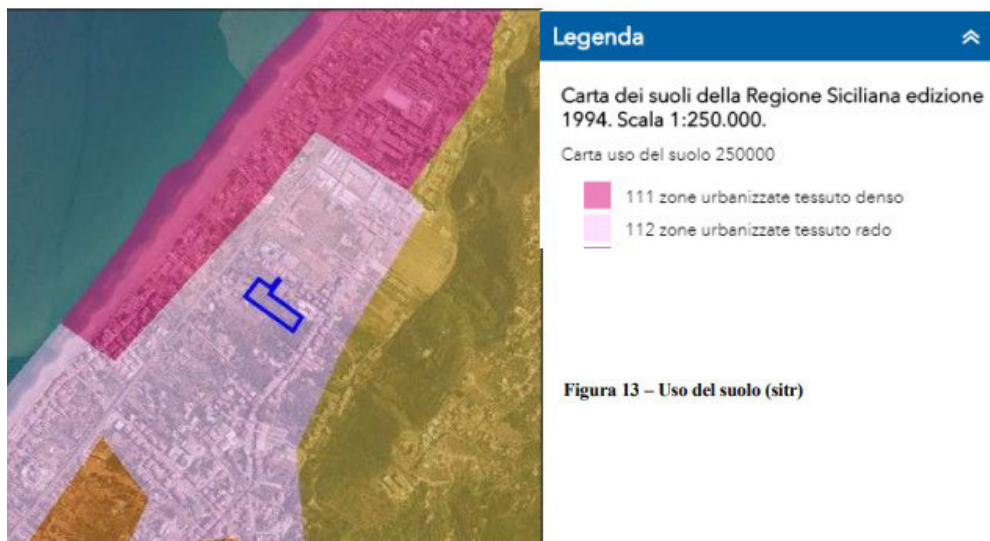 Legenda
Carta dei suoli della Regione Siciliana edizione
1994. Scala 1:250.000.
Carta uso del suolo 250000
111 zone urbanizzate tessuto denso
112 zone urbanizzate tessuto rado
Figura 13 – Uso del suolo (sitr)